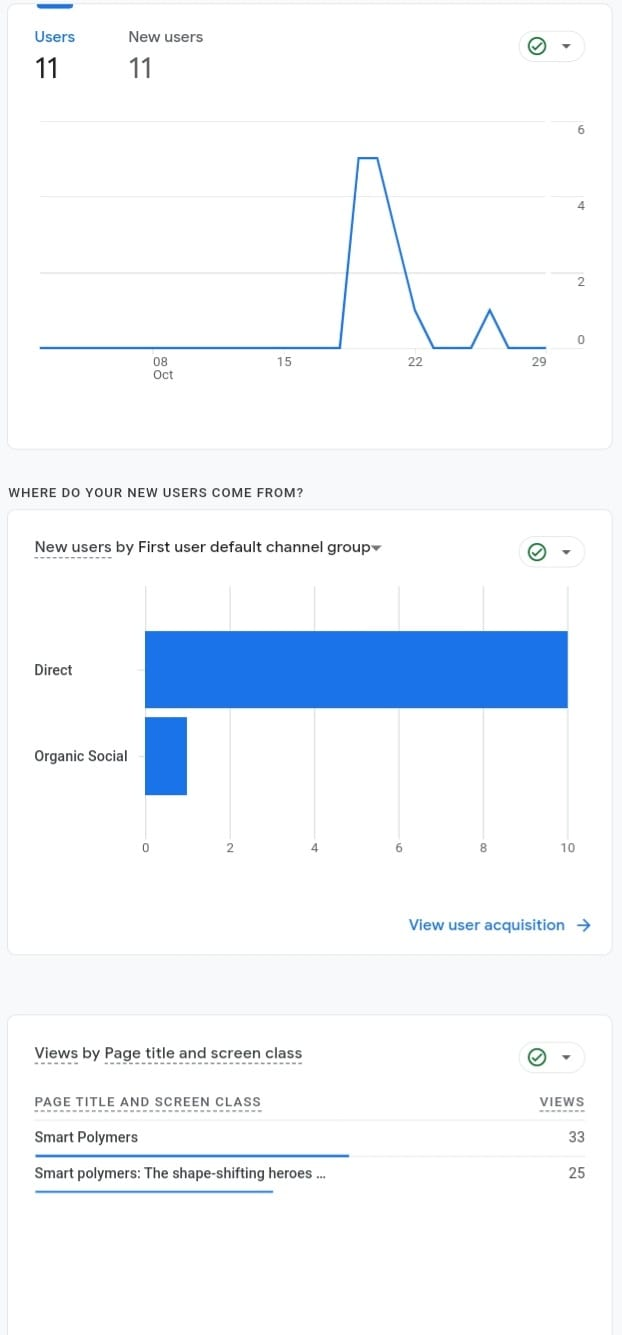 Users New users
11 11
6
4
2
0
08 15 22 29
Oct
WHERE DO YOUR NEW USERS COME FROM?
New users by First user default channel group
Direct
Organic Social
0 2 4 6 8 10
View user acquisition
Views by Page title and screen class
PAGE TITLE AND SCREEN CLASS VIEWS
Smart Polymers 33
Smart polymers: The shape-shifting heroes ... 25